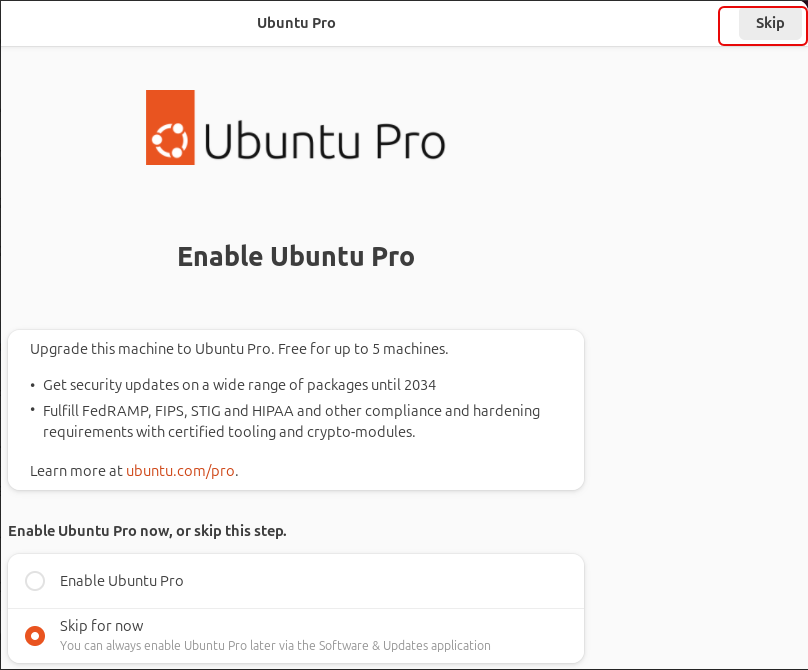 Ubuntu Pro
Skip
Ubuntu Pro
Enable Ubuntu Pro
Upgrade this machine to Ubuntu Pro. Free for up to 5 machines.
• Get security updates on a wide range of packages until 2034
• Fulfill FedRAMP, FIPS, STIG and HIPAA and other compliance and hardening
requirements with certified tooling and crypto-modules.
Learn more at ubuntu.com/pro.
Enable Ubuntu Pro now, or skip this step.
Enable Ubuntu Pro
Skip for now
You can always enable Ubuntu Pro later via the Software & Updates application